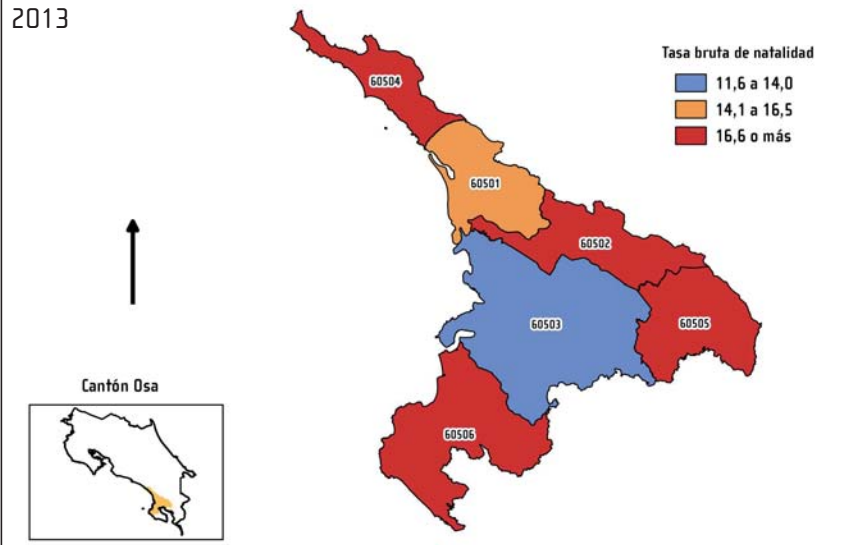 2013
Tasa bruta de natalidad
11,6 a 14,0
14,1 a 16,5
16,6 o más
60504
60501
60502
60503
60505
60506
Cantón Osa